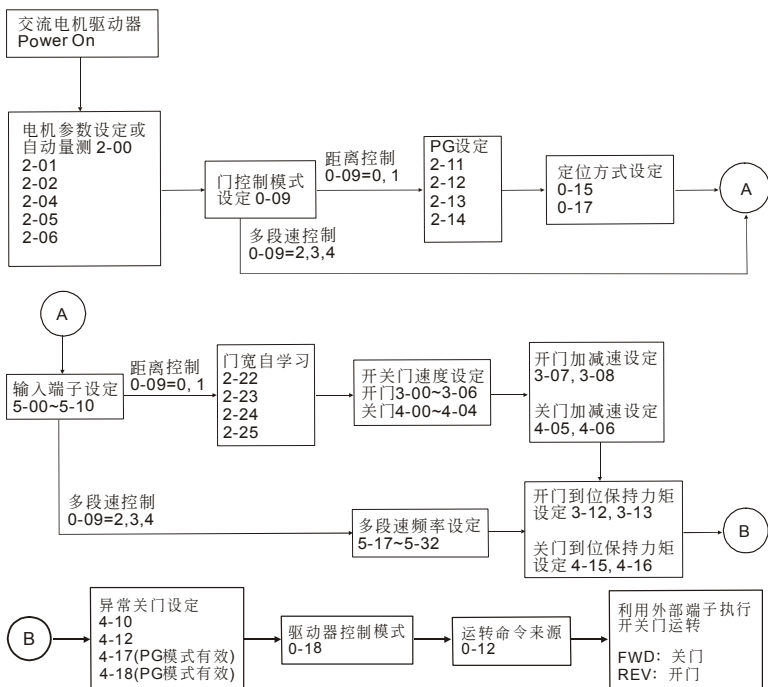 交流电机驱动器
Power On
电机参数设定或
自动量测 2-00
2-01
2-02
2-04
2-05
2-06
门控制模式
设定 0-09
距离控制
0-09=0, 1
多段速控制
0-09=2,3,4
PG设定
2-11
2-12
2-13
2-14
定位方式设定
0-15
0-17
A
A
输入端子设定
5-00~5-10
距离控制
0-09=0, 1
门宽自学习
2-22
2-23
2-24
2-25
开关门速度设定
开门3-00~3-06
关门4-00~4-04
开门加减速设定
3-07, 3-08
关门加减速设定
4-05, 4-06
多段速控制
0-09=2,3,4
多段速频率设定
5-17~5-32
开门到位保持力矩
设定 3-12, 3-13
关门到位保持力矩
设定 4-15, 4-16
B
B
异常关门设定
4-10
4-12
4-17(PG模式有效)
4-18(PG模式有效)
驱动器控制模式
0-18
运转命令来源
0-12
利用外部端子执行
开关门运转
FWD: 关门
REV: 开门